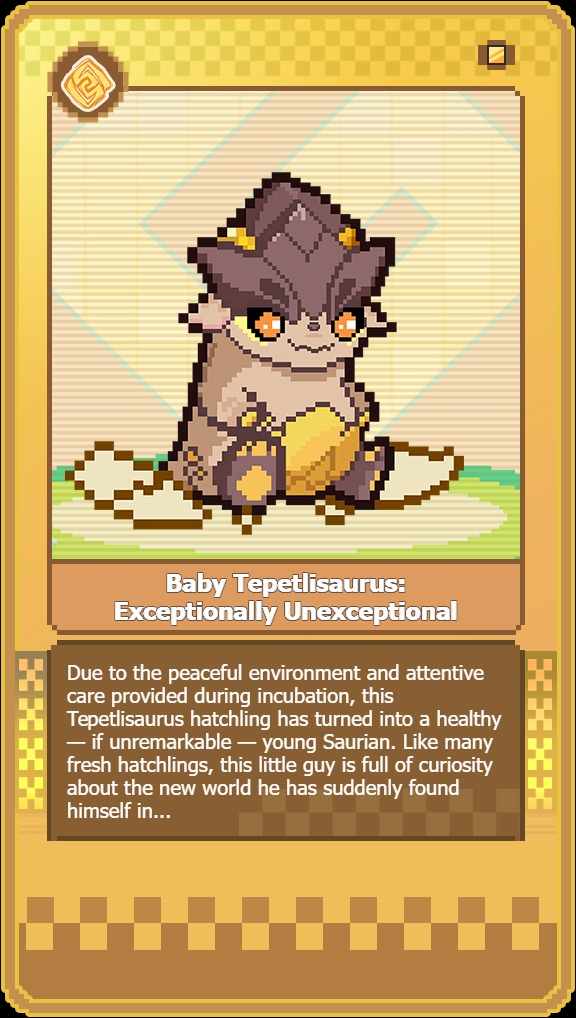 Baby Tepetlisaurus:
Exceptionally Unexceptional
Due to the peaceful environment and attentive
care provided during incubation, this
Tepetlisaurus hatchling has turned into a healthy
— if unremarkable — young Saurian. Like many
fresh hatchlings, this little guy is full of curiosity
about the new world he has suddenly found
himself in...